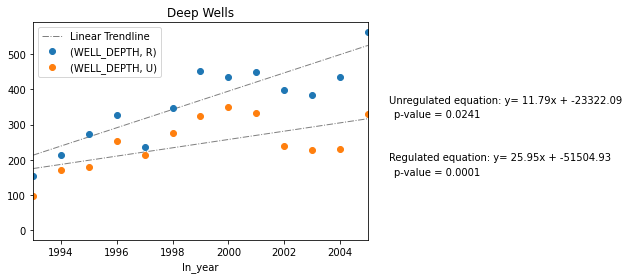 Deep Wells
Linear Trendline
(WELL_DEPTH, R)
(WELL_DEPTH, U)
500
400
300
200
100
0
1994 1996 1998 2000 2002 2004
In_year
Unregulated equation: y= 11.79x + -23322.09
p-value = 0.0241
Regulated equation: y= 25.95x + -51504.93
p-value = 0.0001